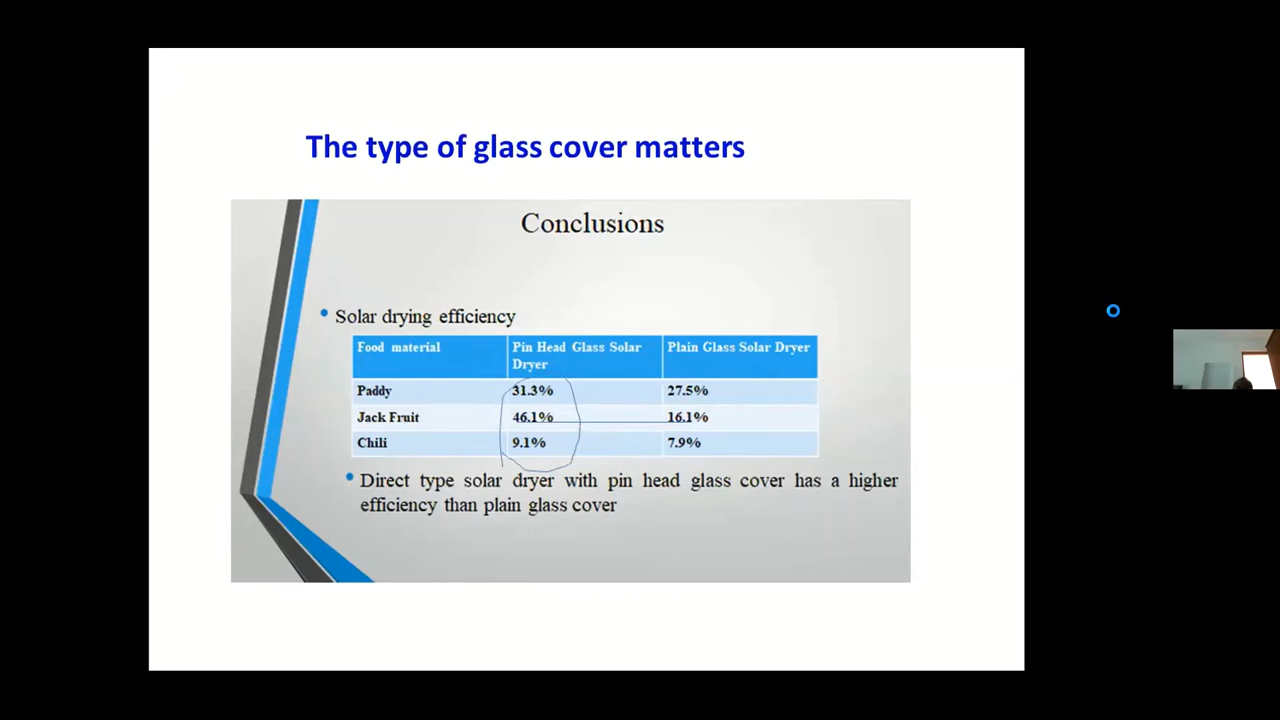 The type of glass cover matters
Conclusions
Solar drying efficiency
Food material Pin Head Glass Solar Dryer Plain Glass Solar Dryer
Paddy 31.3% 27.5%
Jack Fruit 46.1% 16.1%
Chili 9.1% 7.9%
Direct type solar dryer with pin head glass cover has a higher
efficiency than plain glass cover